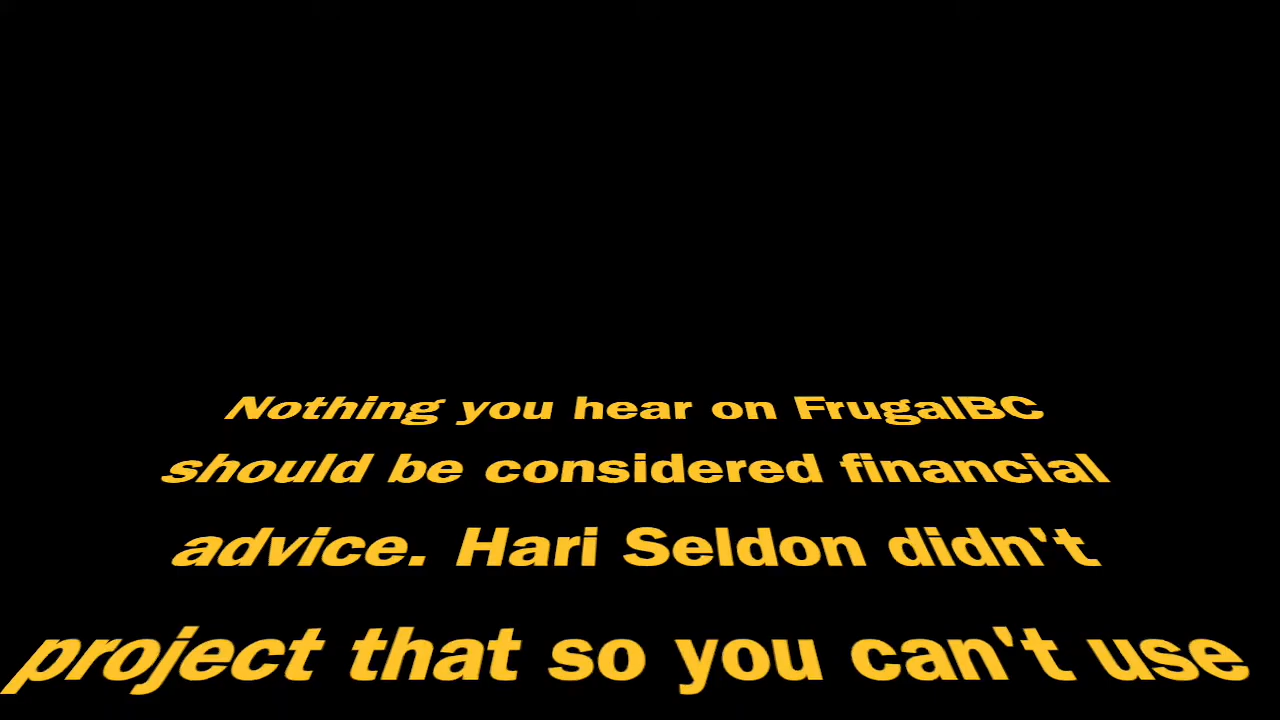 Nothing you hear on FrugalBC
should be considered financial
advice. Hari Seldon didn't
project that so you can't use